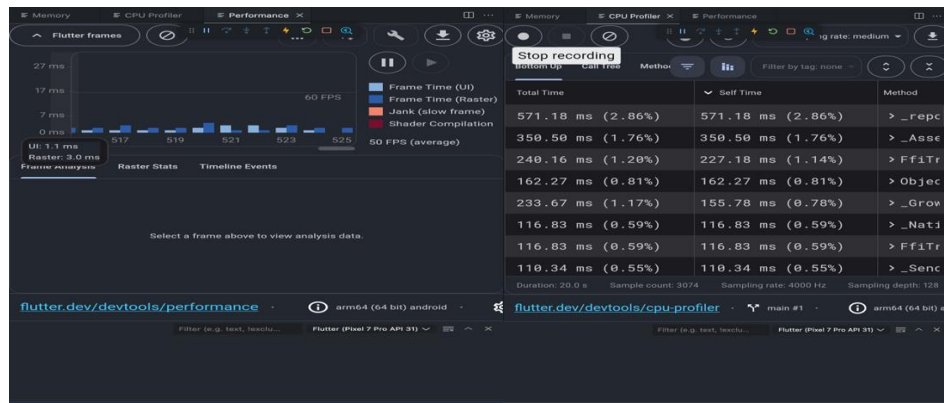 Memory CPU Profiler Performance
Flutter frames
27 ms
17 ms
7 ms
0 ms
60 FPS
517 519 521 523 525
UI: 1.1 ms
Raster: 3.0 ms
Frame Time (UI)
Frame Time (Raster)
Jank (slow frame)
Shader Compilation
50 FPS (average)
Frame Analysis Raster Stats Timeline Events
Select a frame above to view analysis data.
flutter.dev/devtools/performance arm64 (64 bit) android
Filter (e.g. text, !exclu... Flutter (Pixel 7 Pro API 31)
Memory CPU Profiler Performance
ng rate: medium
Stop recording
Bottom Up Call Tree Metho Filter by tag: none
Total Time Self Time Method
571.18 ms (2.86%) 571.18 ms (2.86%) > _repo
350.50 ms (1.76%) 350.50 ms (1.76%) > _Asse
240.16 ms (1.20%) 227.18 ms (1.14%) > FfiTr
162.27 ms (0.81%) 162.27 ms (0.81%) > Objec
233.67 ms (1.17%) 155.78 ms (0.78%) > _Grow
116.83 ms (0.59%) 116.83 ms (0.59%) > _Nati
116.83 ms (0.59%) 116.83 ms (0.59%) > FfiTr
110.34 ms (0.55%) 110.34 ms (0.55%) > _Senc
Duration: 20.0 s Sample count: 3074 Sampling rate: 4000 Hz Sampling depth: 128
flutter.dev/devtools/cpu-profiler main #1 arm64 (64 bit) a
Filter (e.g. text, !exclu... Flutter (Pixel 7 Pro API 31)